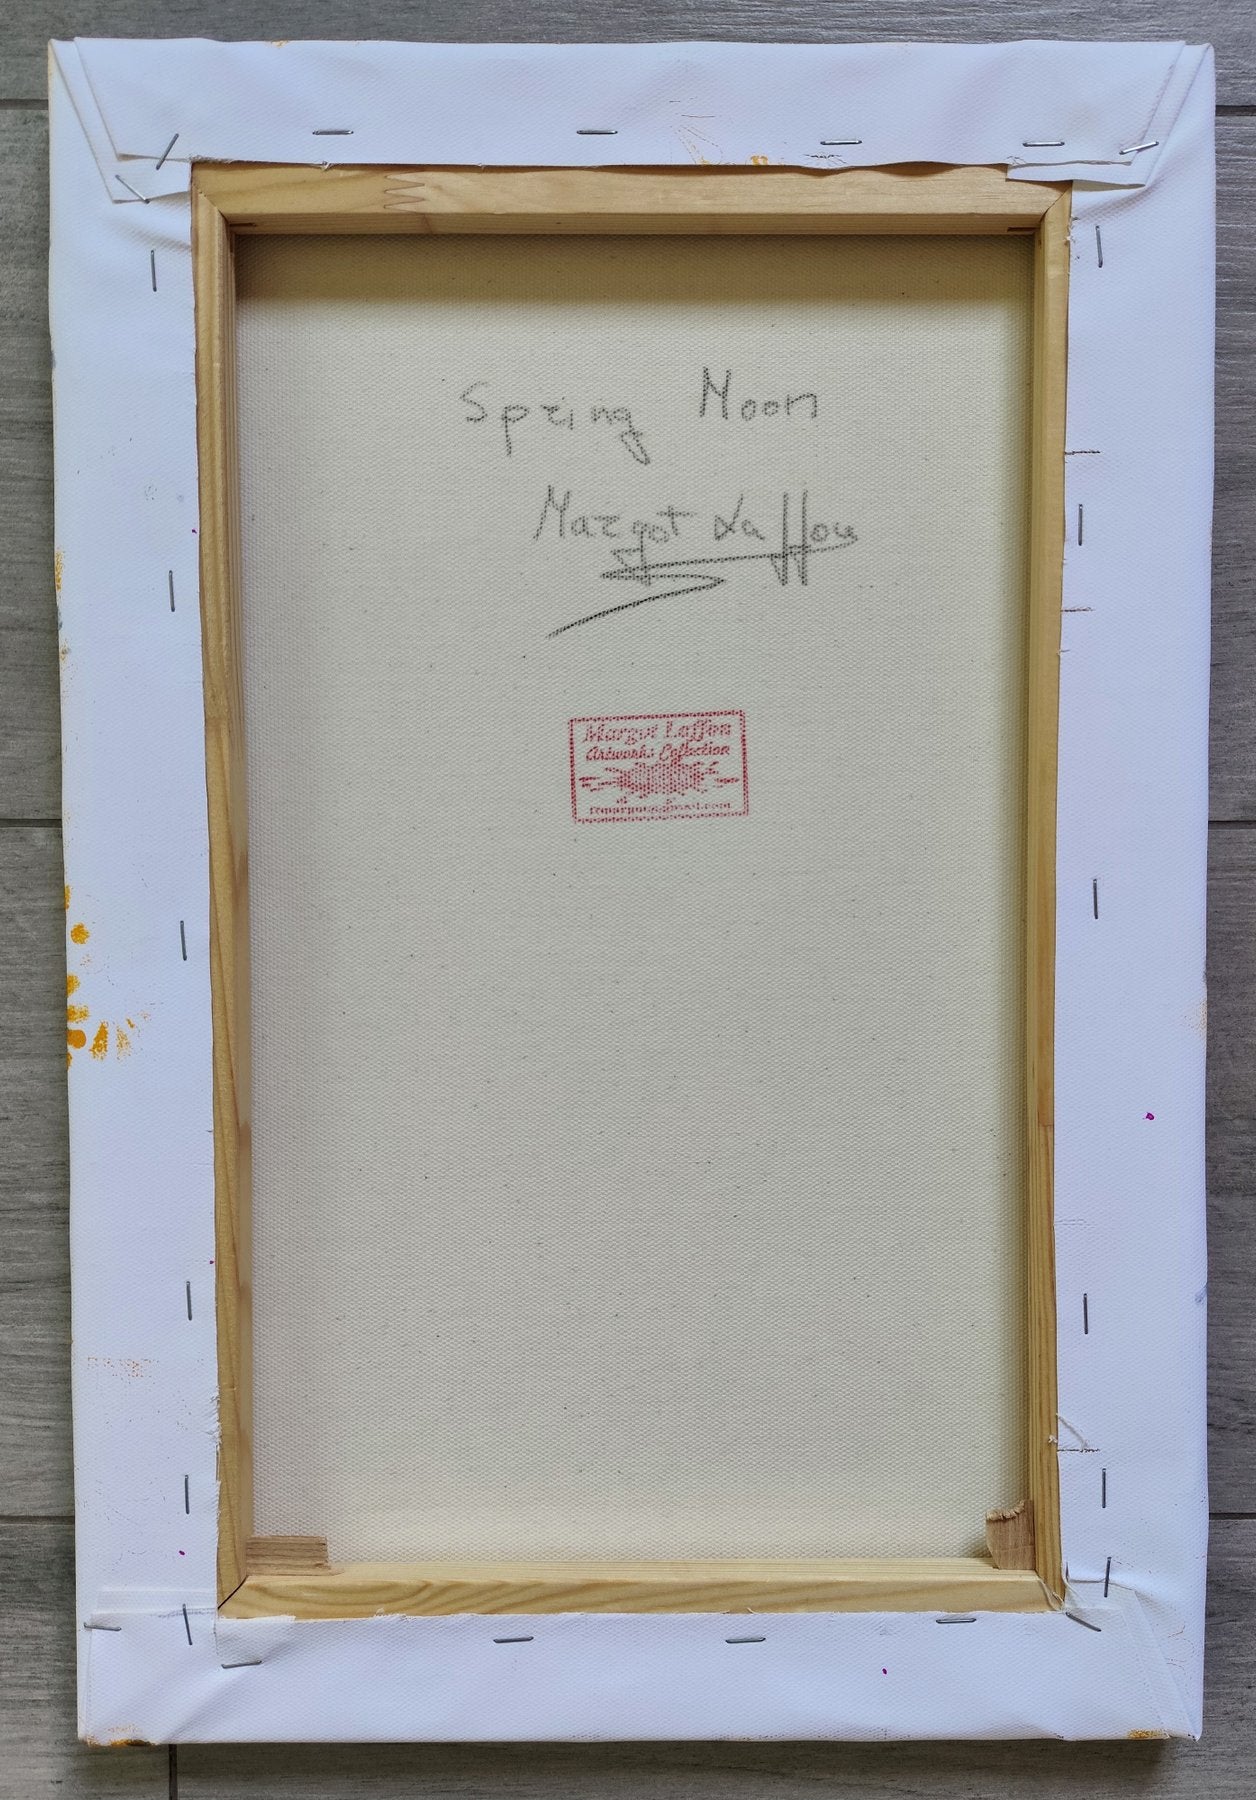 Spring Moon
Margot Laffon
Margot Laffon
Artworks Collection